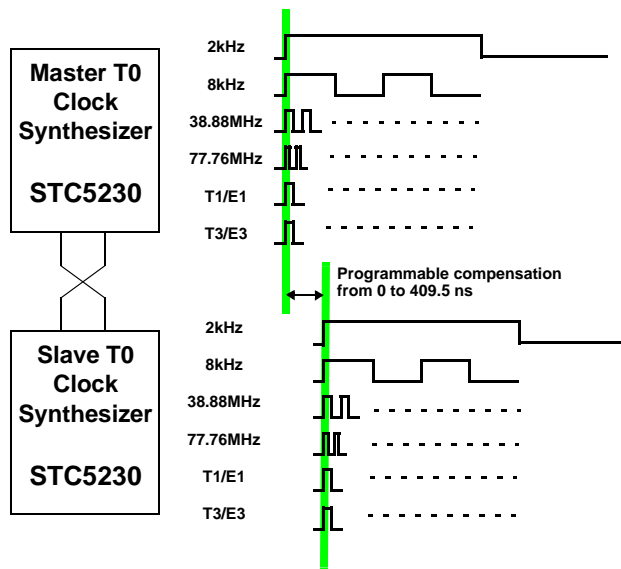 Master T0
Clock
Synthesizer
STC5230
2kHz
8kHz
38.88MHz
77.76MHz
T1/E1
T3/E3
Programmable compensation
from 0 to 409.5 ns
Slave T0
Clock
Synthesizer
STC5230
2kHz
8kHz
38.88MHz
77.76MHz
T1/E1
T3/E3